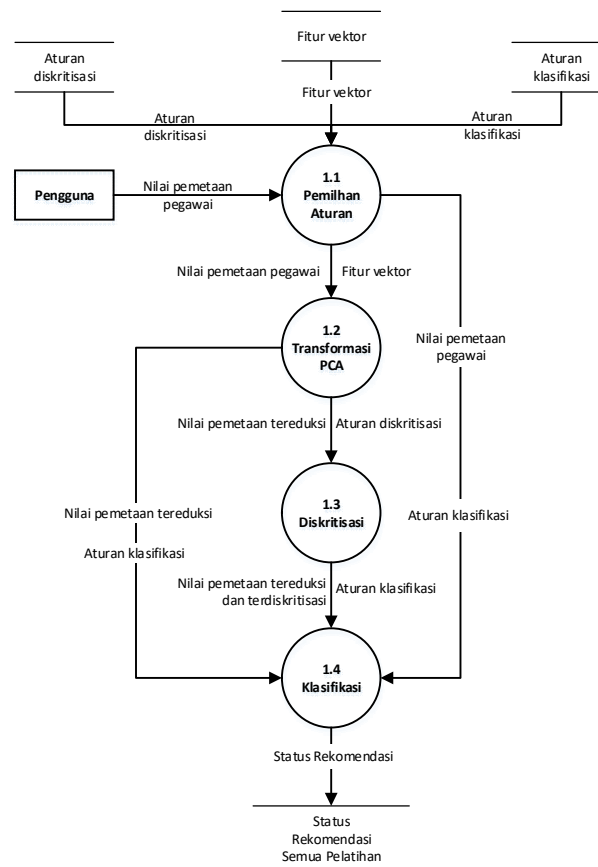 Fitur vektor
Aturan
diskritisasi
Aturan
klasifikasi
Fitur vektor
Aturan
diskritisasi
Aturan
klasifikasi
1.1
Pemilhan
Aturan
Pengguna
Nilai pemetaan
pegawai
Nilai pemetaan pegawai
Fitur vektor
1.2
Transformasi
PCA
Nilai pemetaan
pegawai
Nilai pemetaan tereduksi
Aturan diskritisasi
1.3
Diskritisasi
Nilai pemetaan tereduksi
Aturan klasifikasi
Aturan klasifikasi
Nilai pemetaan tereduksi
dan terdiskritisasi
Aturan klasifikasi
1.4
Klasifikasi
Status Rekomendasi
Status
Rekomendasi
Semua Pelatihan